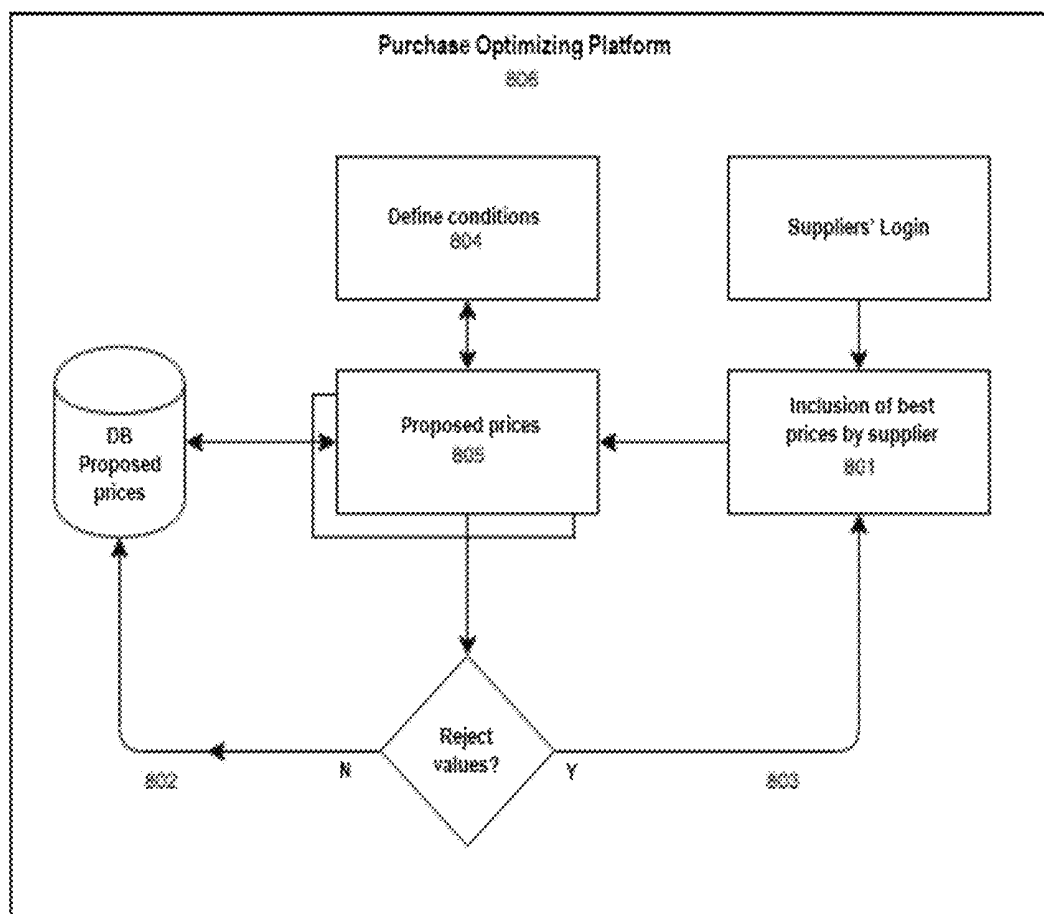 Purchase Optimizing Platform
806
Define conditions
804
Suppliers' Login
DB
Proposed
prices
Proposed prices
805
Inclusion of best
prices by supplier
801
Reject
values?
N
Y
802
803